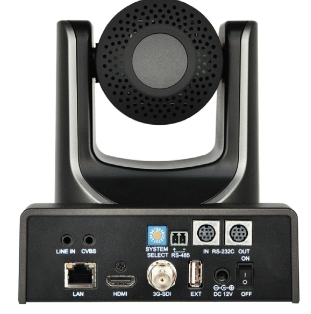 LINE IN CVBS
SYSTEM SELECT
+ -
RS-485
IN RS-232C OUT
ON
LAN
HDMI
3G-SDI
EXT
DC 12V
OFF